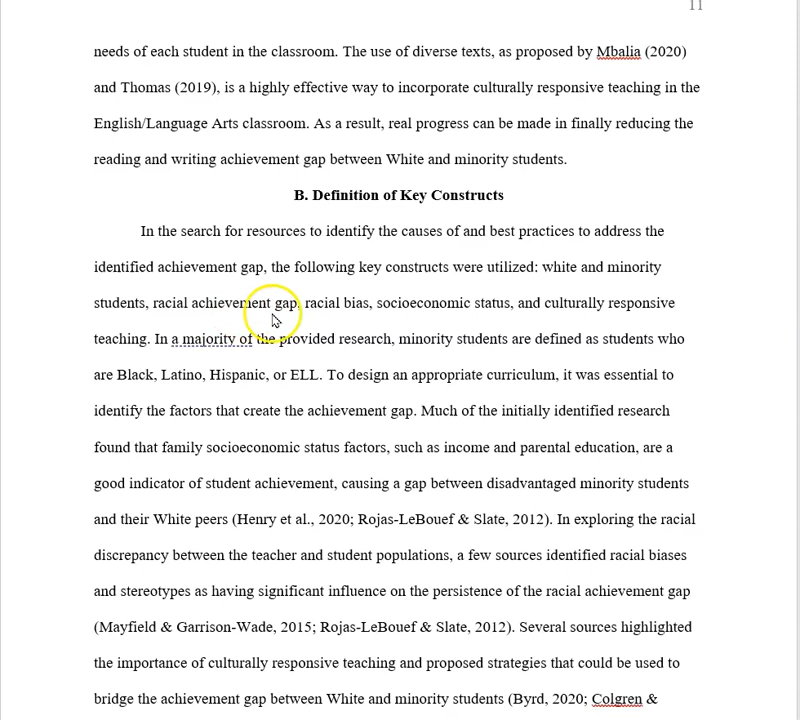 11
needs of each student in the classroom. The use of diverse texts, as proposed by Mbalia (2020)
and Thomas (2019), is a highly effective way to incorporate culturally responsive teaching in the
English/Language Arts classroom. As a result, real progress can be made in finally reducing the
reading and writing achievement gap between White and minority students.
B. Definition of Key Constructs
In the search for resources to identify the causes of and best practices to address the
identified achievement gap, the following key constructs were utilized: white and minority
students, racial achievement gap, racial bias, socioeconomic status, and culturally responsive
teaching. In a majority of the provided research, minority students are defined as students who
are Black, Latino, Hispanic, or ELL. To design an appropriate curriculum, it was essential to
identify the factors that create the achievement gap. Much of the initially identified research
found that family socioeconomic status factors, such as income and parental education, are a
good indicator of student achievement, causing a gap between disadvantaged minority students
and their White peers (Henry et al., 2020; Rojas-LeBouef & Slate, 2012). In exploring the racial
discrepancy between the teacher and student populations, a few sources identified racial biases
and stereotypes as having significant influence on the persistence of the racial achievement gap
(Mayfield & Garrison-Wade, 2015; Rojas-LeBouef & Slate, 2012). Several sources highlighted
the importance of culturally responsive teaching and proposed strategies that could be used to
bridge the achievement gap between White and minority students (Byrd, 2020; Colgren &